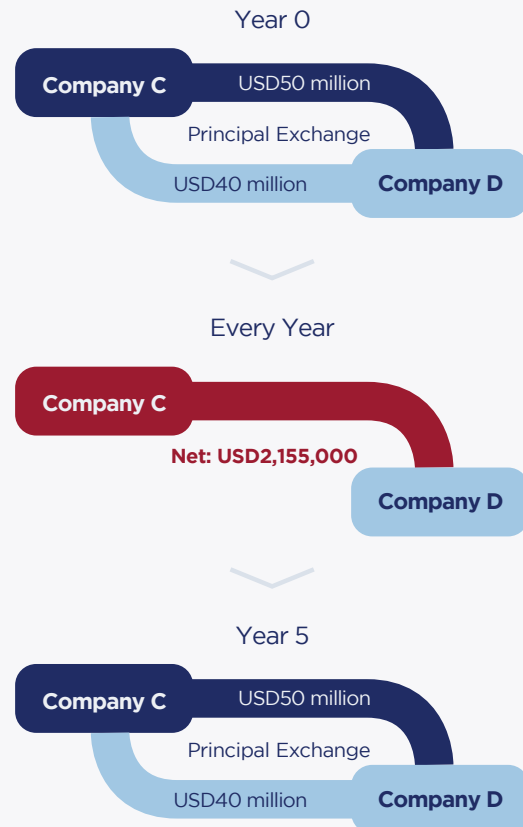 Year 0
Company C
USD50 million
Principal Exchange
USD40 million
Company D
Every Year
Company C
Net: USD2,155,000
Company D
Year 5
Company C
USD50 million
Principal Exchange
USD40 million
Company D